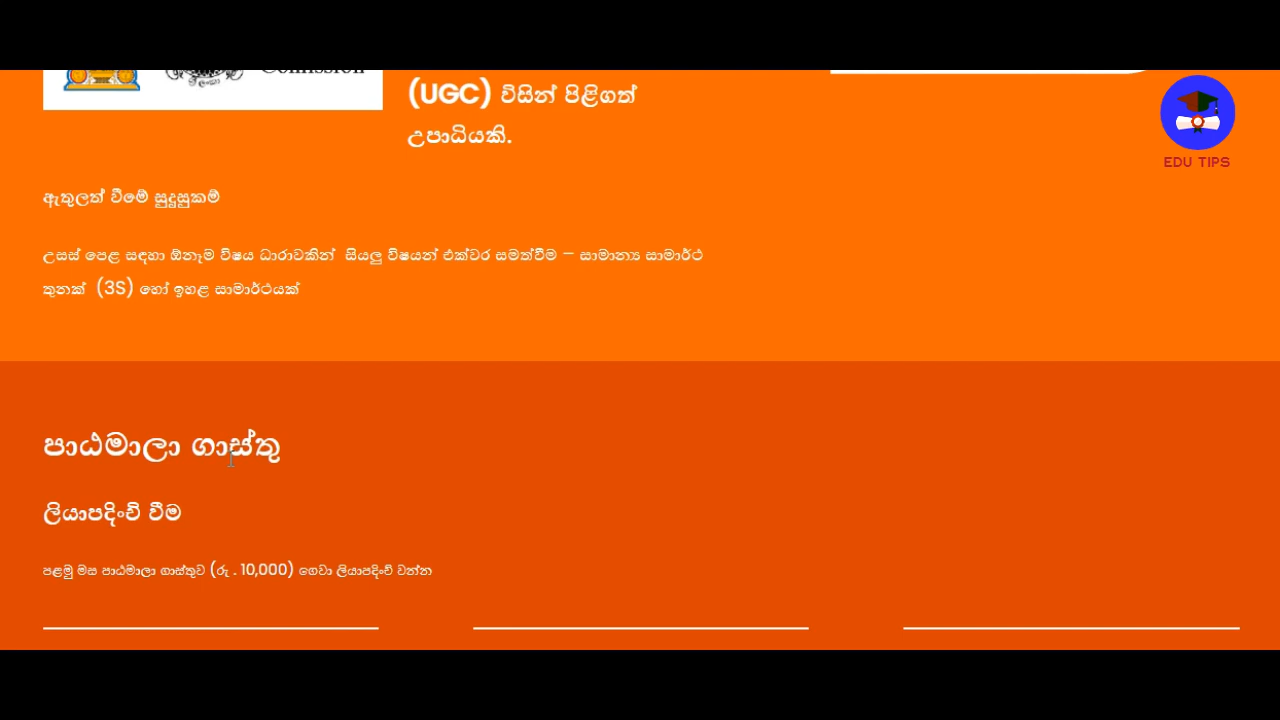 Commission
ශ්‍රී ලංකා
(UGC) විසින් පිළිගත්
උපාධියකි.
EDU TIPS
ඇතුලත් වීමේ සුදුසුකම්
උසස් පෙළ සඳහා ඕනෑම විෂය ධාරාවකින් සියලු විෂයන් එක්වර සමත්වීම – සාමාන්‍ය සාමාර්ථ
තුනක් (3S) හෝ ඉහළ සාමාර්ථයක්
පාඨමාලා ගාස්තු
ලියාපදිංචි වීම
පළමු මස පාඨමාලා ගාස්තුව (රු . 10,000) ගෙවා ලියාපදිංචි වන්න